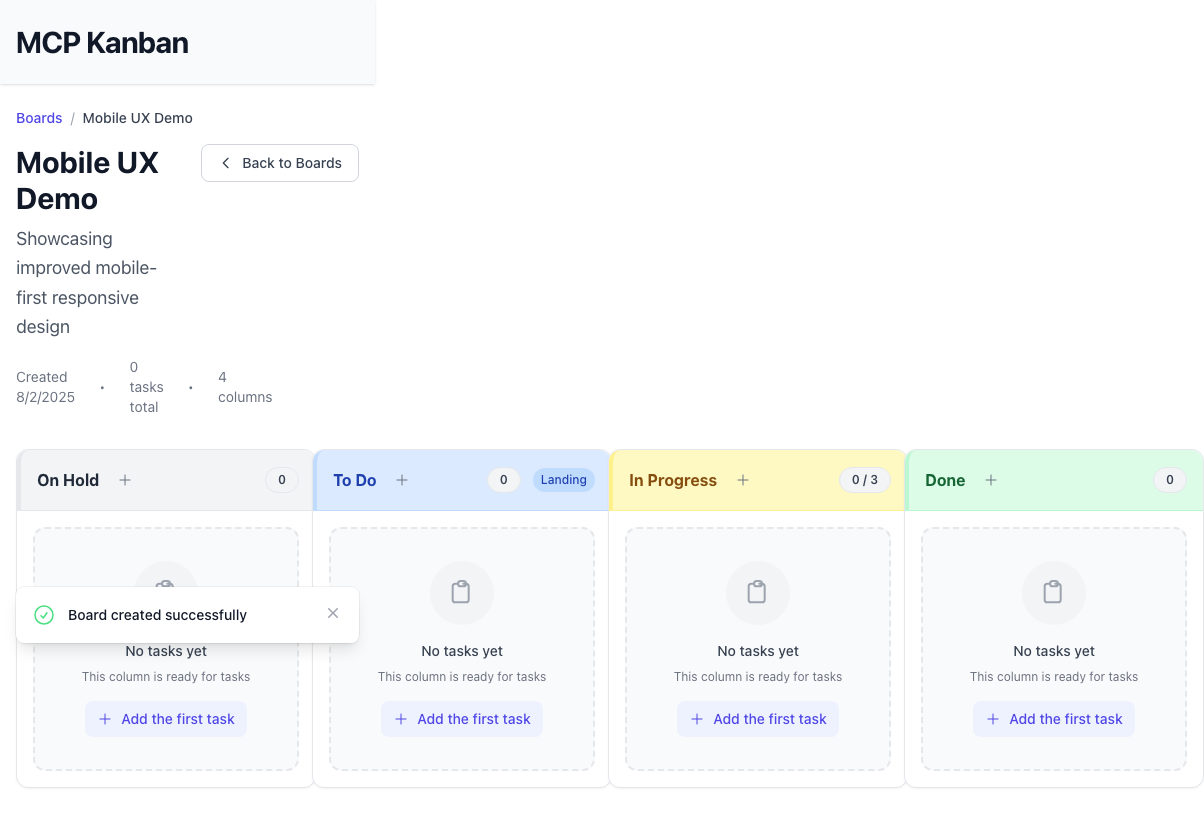 MCP Kanban
Boards / Mobile UX Demo
Mobile UX
Demo
Back to Boards
Showcasing
improved mobile-
first responsive
design
Created
8/2/2025
•
0
tasks
total
•
4
columns
On Hold + 0
To Do + 0 Landing
In Progress + 0 / 3
Done + 0
Board created successfully
No tasks yet
This column is ready for tasks
+ Add the first task
No tasks yet
This column is ready for tasks
+ Add the first task
No tasks yet
This column is ready for tasks
+ Add the first task
No tasks yet
This column is ready for tasks
+ Add the first task